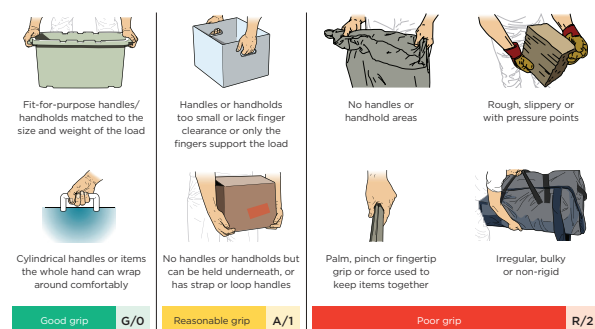 Fit-for-purpose handles/
handholds matched to the
size and weight of the load
Handles or handholds
too small or lack finger
clearance or only the
fingers support the load
No handles or
handhold areas
Rough, slippery or
with pressure points
Cylindrical handles or items
the whole hand can wrap
around comfortably
No handles or handholds but
can be held underneath, or
has strap or loop handles
Palm, pinch or fingertip
grip or force used to
keep items together
Irregular, bulky
or non-rigid
Good grip G/0
Reasonable grip A/1
Poor grip R/2